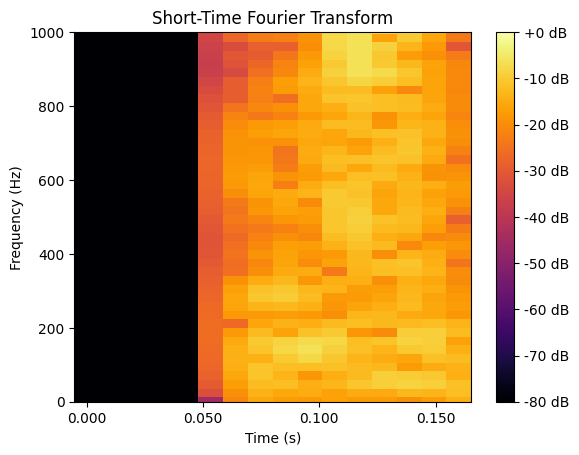 Short-Time Fourier Transform
1000
800
600
400
200
0
Frequency (Hz)
0.000
0.050
0.100
0.150
Time (s)
+0 dB
-10 dB
-20 dB
-30 dB
-40 dB
-50 dB
-60 dB
-70 dB
-80 dB